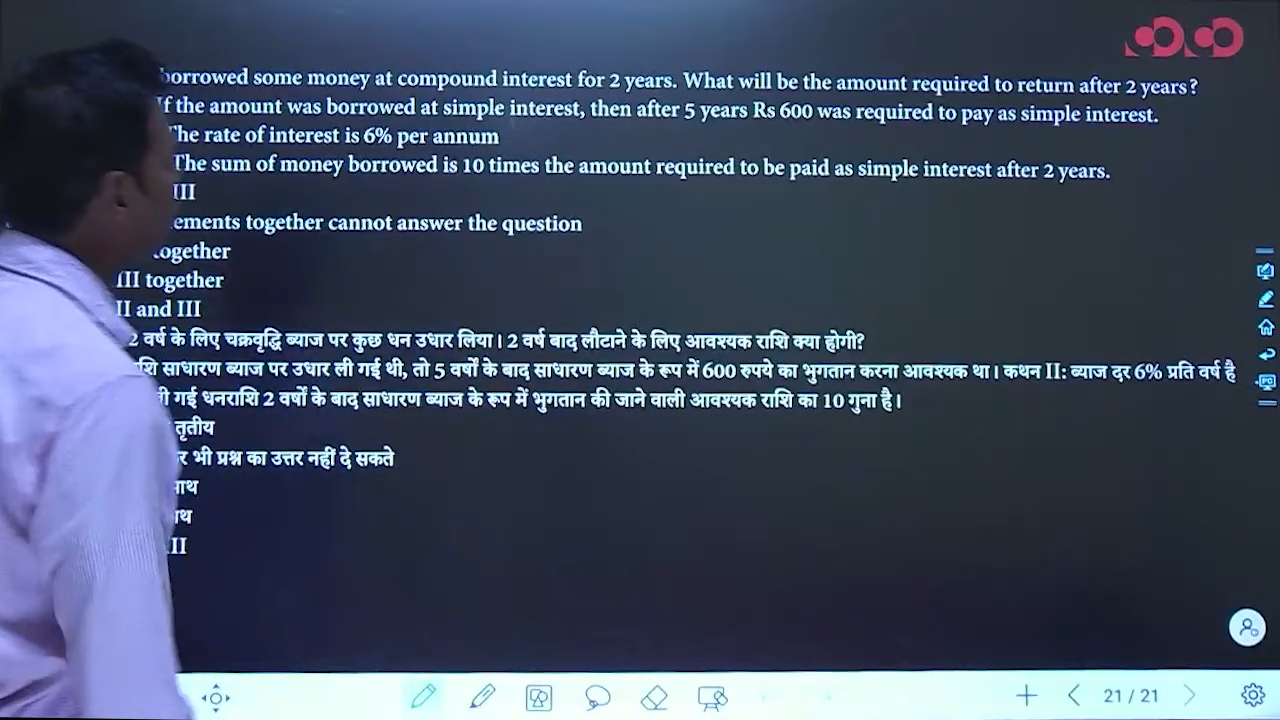 borrowed some money at compound interest for 2 years. What will be the amount required to return after 2 years?
If the amount was borrowed at simple interest, then after 5 years Rs 600 was required to pay as simple interest.
The rate of interest is 6% per annum
The sum of money borrowed is 10 times the amount required to be paid as simple interest after 2 years.
III
ements together cannot answer the question
together
III together
II and III
2 वर्ष के लिए चक्रवृद्धि ब्याज पर कुछ धन उधार लिया। 2 वर्ष बाद लौटाने के लिए आवश्यक राशि क्या होगी?
शि साधारण ब्याज पर उधार ली गई थी, तो 5 वर्षों के बाद साधारण ब्याज के रूप में 600 रुपये का भुगतान करना आवश्यक था। कथन II: ब्याज दर 6% प्रति वर्ष है
गई धनराशि 2 वर्षों के बाद साधारण ब्याज के रूप में भुगतान की जाने वाली आवश्यक राशि का 10 गुना है।
तृतीय
भी प्रश्न का उत्तर नहीं दे सकते
II
21 / 21